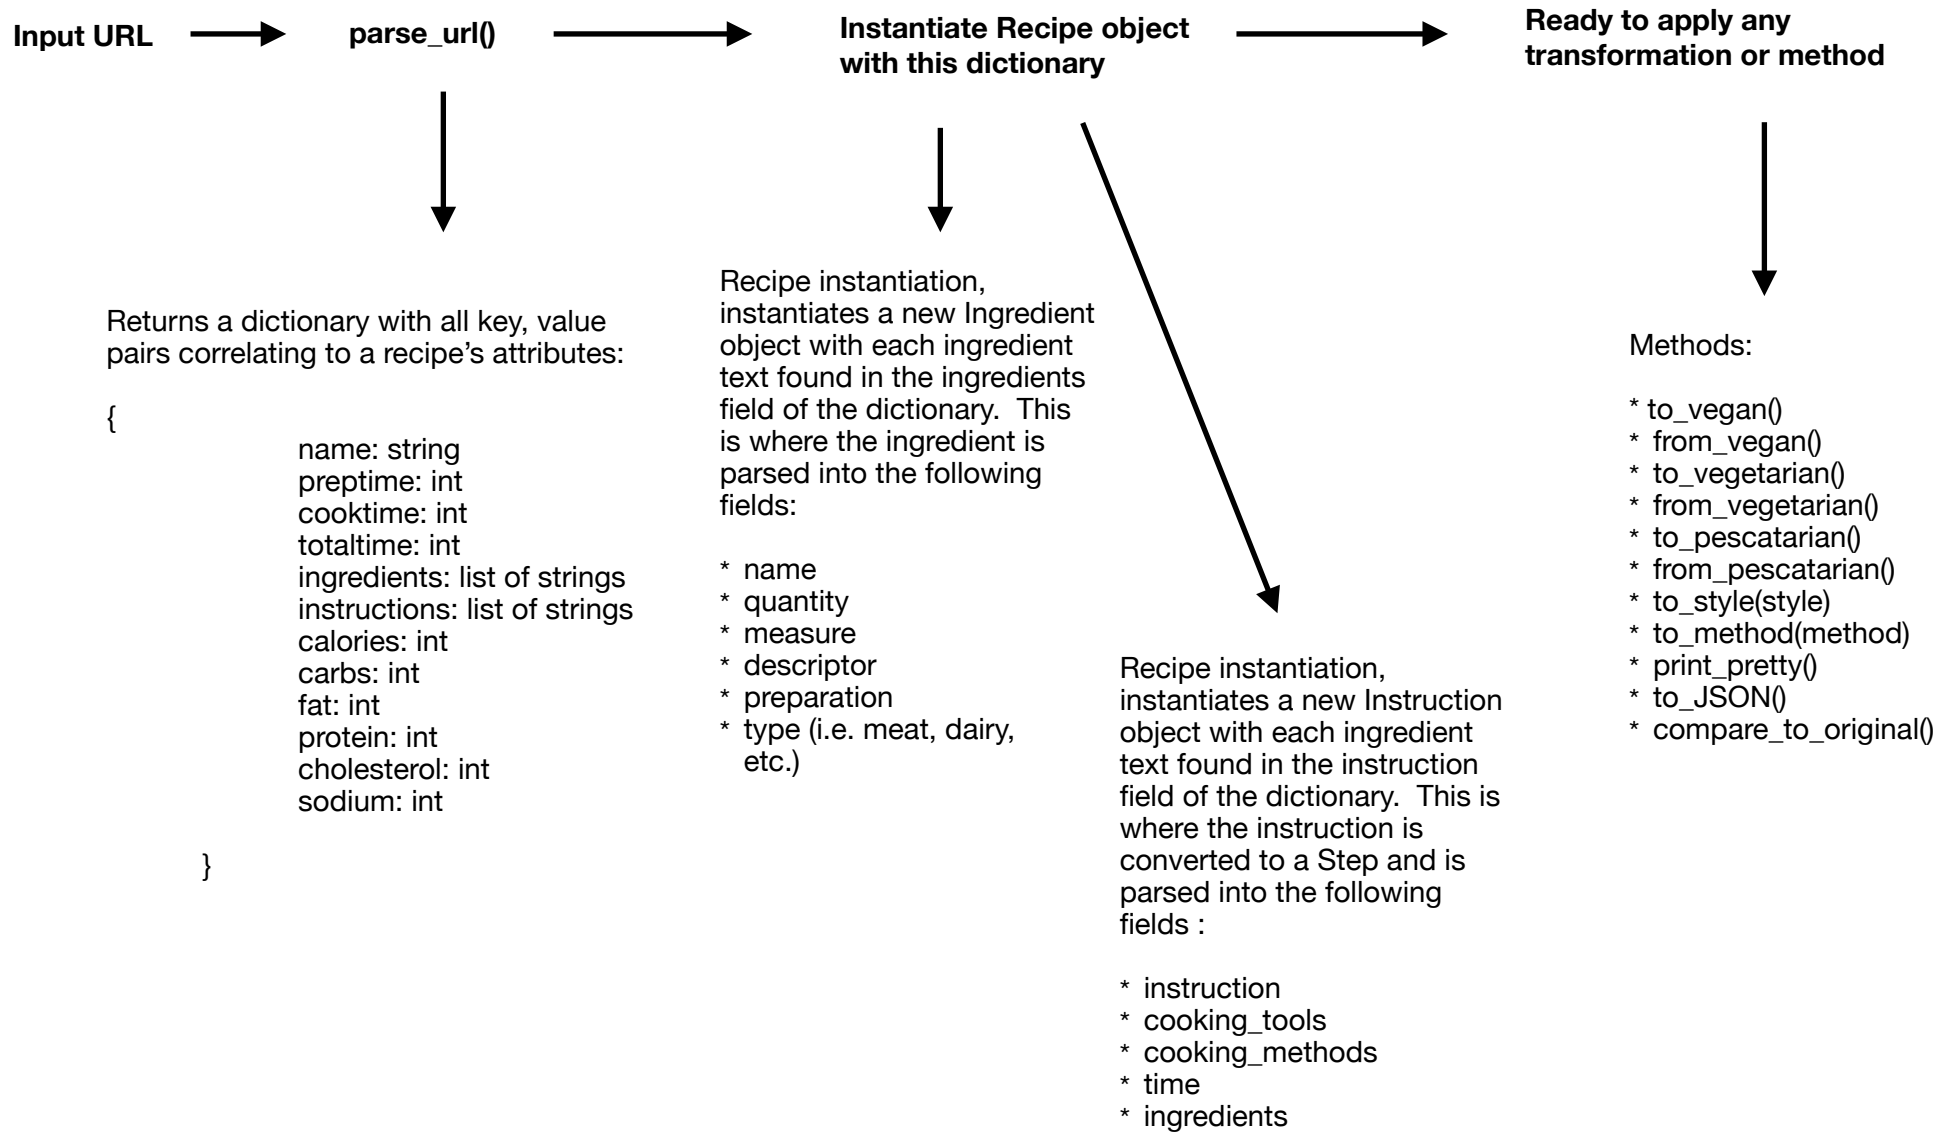 Input URL
parse_url()
Instantiate Recipe object
with this dictionary
Ready to apply any
transformation or method
Returns a dictionary with all key, value
pairs correlating to a recipe’s attributes:
{
name: string
preptime: int
cooktime: int
totaltime: int
ingredients: list of strings
instructions: list of strings
calories: int
carbs: int
fat: int
protein: int
cholesterol: int
sodium: int
}
Recipe instantiation,
instantiates a new Ingredient
object with each ingredient
text found in the ingredients
field of the dictionary.  This
is where the ingredient is
parsed into the following
fields:
* name
* quantity
* measure
* descriptor
* preparation
* type (i.e. meat, dairy,
etc.)
Recipe instantiation,
instantiates a new Instruction
object with each ingredient
text found in the instruction
field of the dictionary.  This is
where the instruction is
converted to a Step and is
parsed into the following
fields :
* instruction
* cooking_tools
* cooking_methods
* time
* ingredients
Methods:
* to_vegan()
* from_vegan()
* to_vegetarian()
* from_vegetarian()
* to_pescatarian()
* from_pescatarian()
* to_style(style)
* to_method(method)
* print_pretty()
* to_JSON()
* compare_to_original()